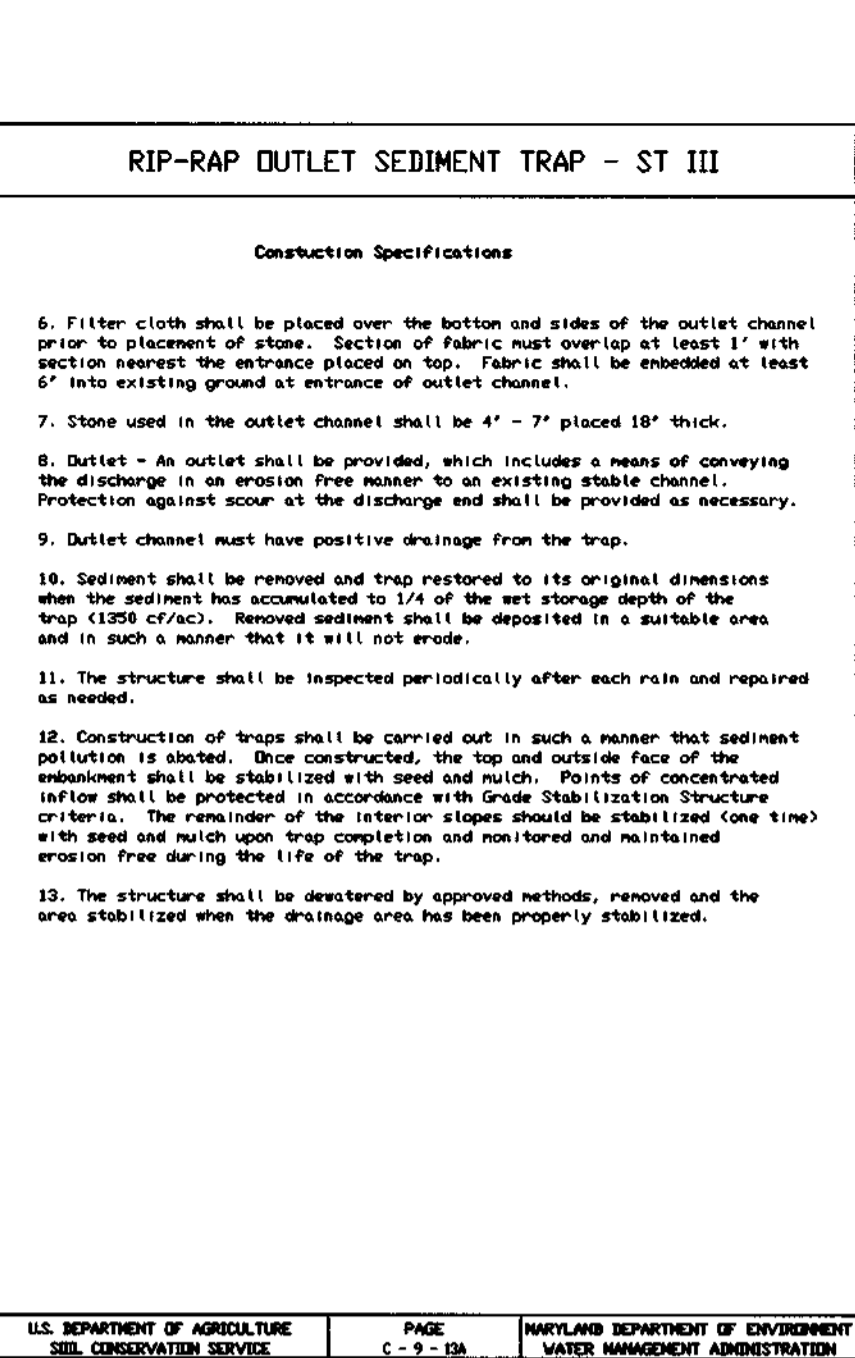 RIP-RAP OUTLET SEDIMENT TRAP - ST III
Constuction Specifications
6. Filter cloth shall be placed over the bottom and sides of the outlet channel
prior to placement of stone. Section of fabric must overlap at least 1' with
section nearest the entrance placed on top. Fabric shall be embedded at least
6" into existing ground at entrance of outlet channel.
7. Stone used in the outlet channel shall be 4" - 7" placed 18" thick.
8. Outlet - An outlet shall be provided, which includes a means of conveying
the discharge in an erosion free manner to an existing stable channel.
Protection against scour at the discharge end shall be provided as necessary.
9. Outlet channel must have positive drainage from the trap.
10. Sediment shall be removed and trap restored to its original dimensions
when the sediment has accumulated to 1/4 of the wet storage depth of the
trap (1350 cf/ac). Removed sediment shall be deposited in a suitable area
and in such a manner that it will not erode.
11. The structure shall be inspected periodically after each rain and repaired
as needed.
12. Construction of traps shall be carried out in such a manner that sediment
pollution is abated. Once constructed, the top and outside face of the
embankment shall be stabilized with seed and mulch. Points of concentrated
inflow shall be protected in accordance with Grade Stabilization Structure
criteria. The remainder of the interior slopes should be stabilized (one time)
with seed and mulch upon trap completion and monitored and maintained
erosion free during the life of the trap.
13. The structure shall be dewatered by approved methods, removed and the
area stabilized when the drainage area has been properly stabilized.
U.S. DEPARTMENT OF AGRICULTURE
SOIL CONSERVATION SERVICE
PAGE
C - 9 - 13A
MARYLAND DEPARTMENT OF ENVIRONMENT
WATER MANAGEMENT ADMINISTRATION